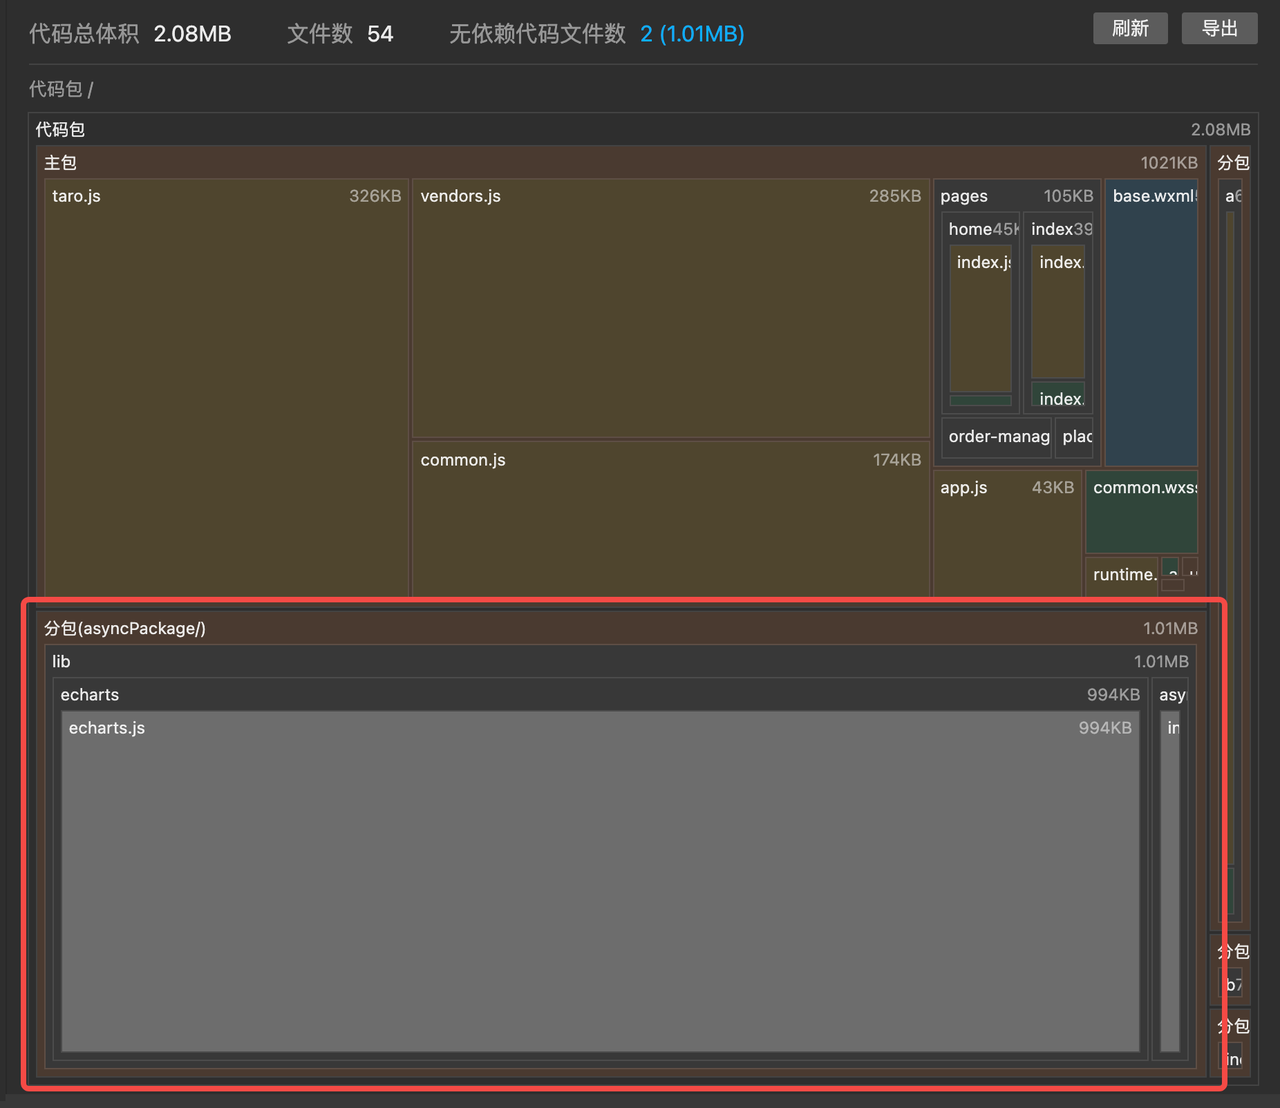 代码总体积 2.08MB 文件数 54 无依赖代码文件数 2 (1.01MB) 刷新 导出
代码包 /
代码包 2.08MB
主包 1021KB 分包
taro.js 326KB vendors.js 285KB pages 105KB base.wxml a6
home 45K index 39
index.js index.
index.
order-manag plac
common.js 174KB app.js 43KB common.wxss
runtime. a
分包(asyncPackage/) 1.01MB
lib 1.01MB
echarts 994KB asy
echarts.js 994KB in
分包
b7
分包
in